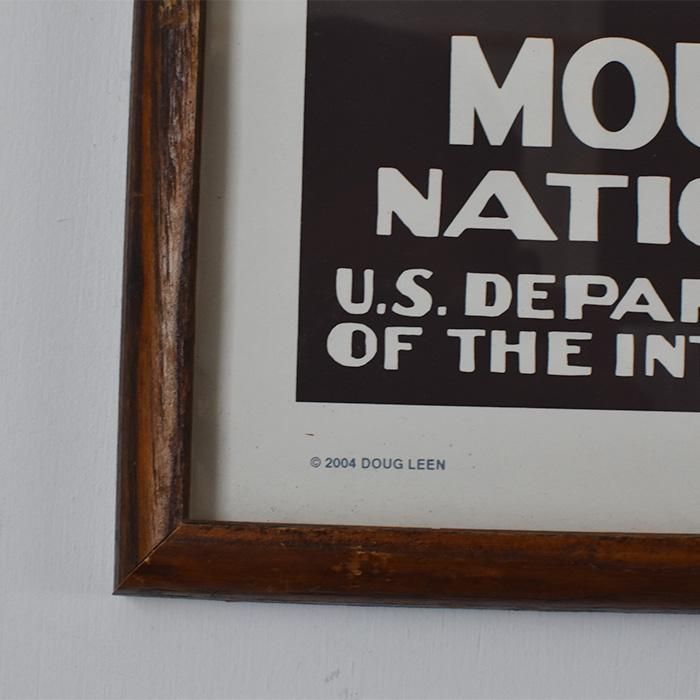 MOU
NATIO
U.S. DEPAR
OF THE INT
© 2004 DOUG LEEN